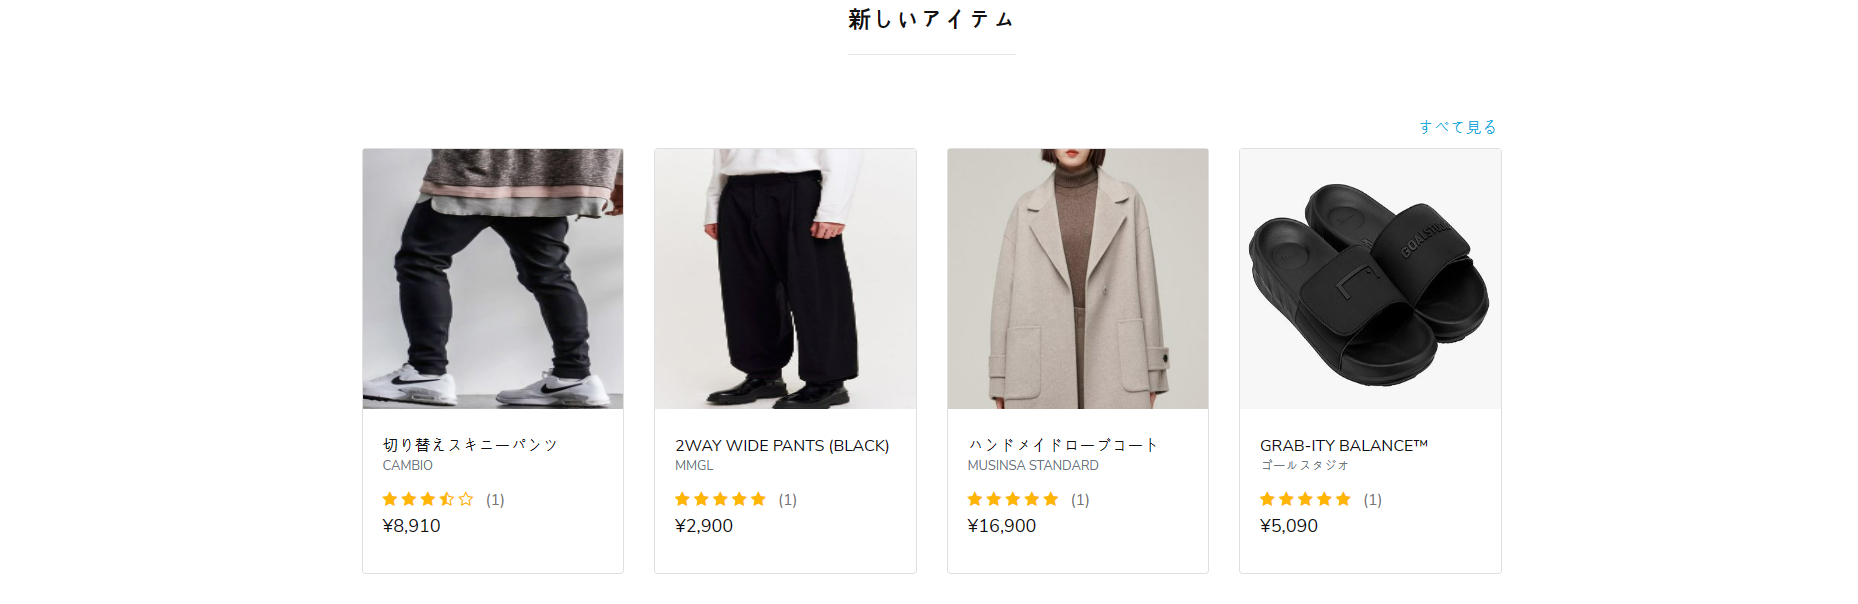 新しいアイテム
すべて見る
GOALSTUDIO
切り替えスキニーパンツ
CAMBIO
(1)
¥8,910
2WAY WIDE PANTS (BLACK)
MMGL
(1)
¥2,900
ハンドメイドローブコート
MUSINSA STANDARD
(1)
¥16,900
GRAB-ITY BALANCE™
ゴールスタジオ
(1)
¥5,090